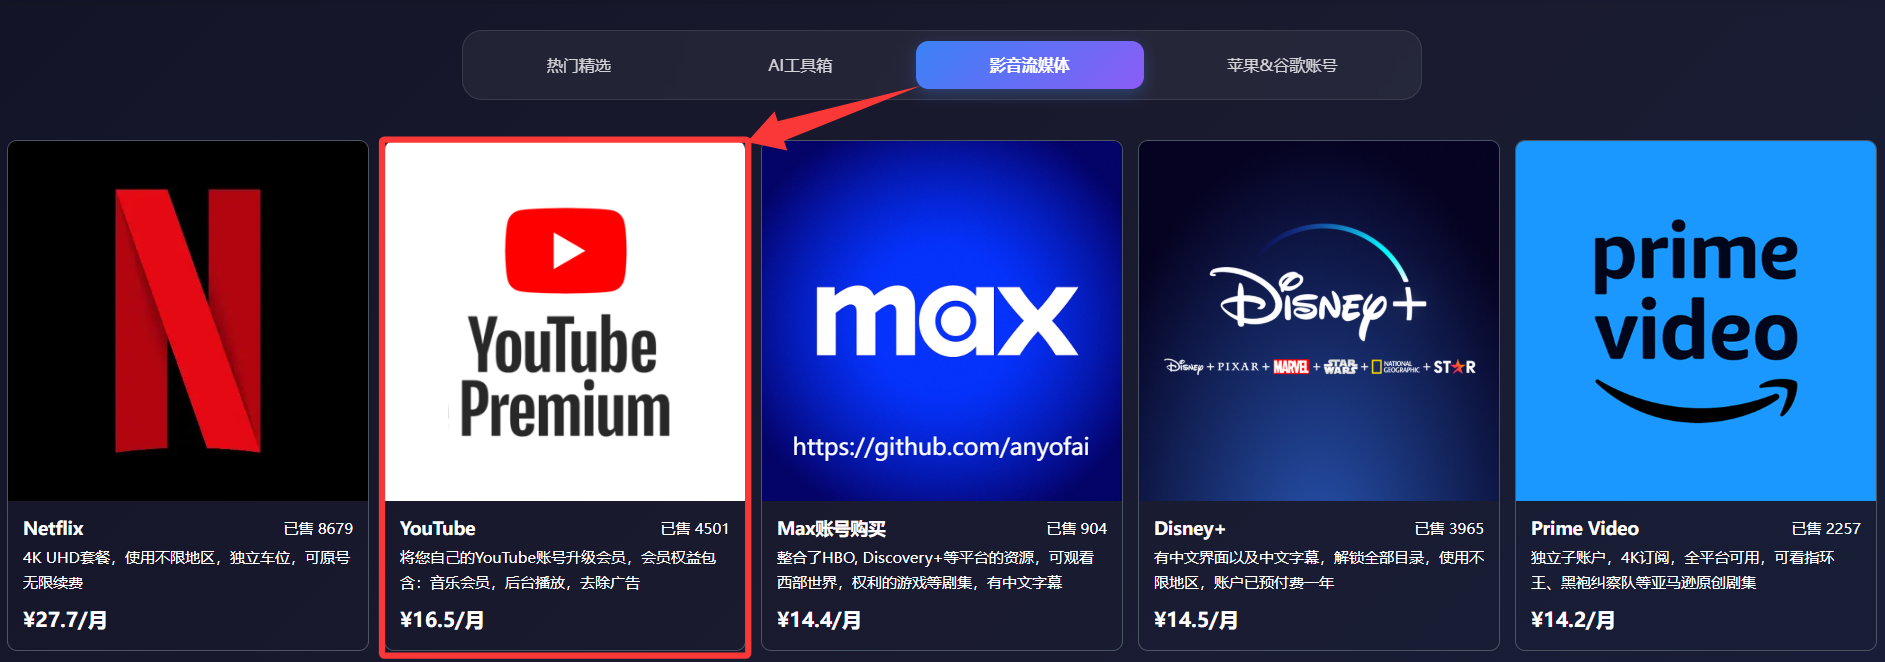 热门精选
AI工具箱
影音流媒体
苹果&谷歌账号
YouTube
Premium
max
https://github.com/anyofai
Disney+
Disney + PIXAR + MARVEL + STAR WARS + NATIONAL GEOGRAPHIC + STAR
prime
video
Netflix
已售 8679
4K UHD套餐，使用不限地区，独立车位，可原号
无限续费
¥27.7/月
YouTube
已售 4501
将您自己的YouTube账号升级会员，会员权益包
含：音乐会员，后台播放，去除广告
¥16.5/月
Max账号购买
已售 904
整合了HBO, Discovery+等平台的资源，可观看
西部世界，权利的游戏等剧集，有中文字幕
¥14.4/月
Disney+
已售 3965
有中文界面以及中文字幕，解锁全部目录，使用不
限地区，账户已预付费一年
¥14.5/月
Prime Video
已售 2257
独立子账户，4K订阅，全平台可用，可看指环
王、黑袍纠察队等亚马逊原创剧集
¥14.2/月